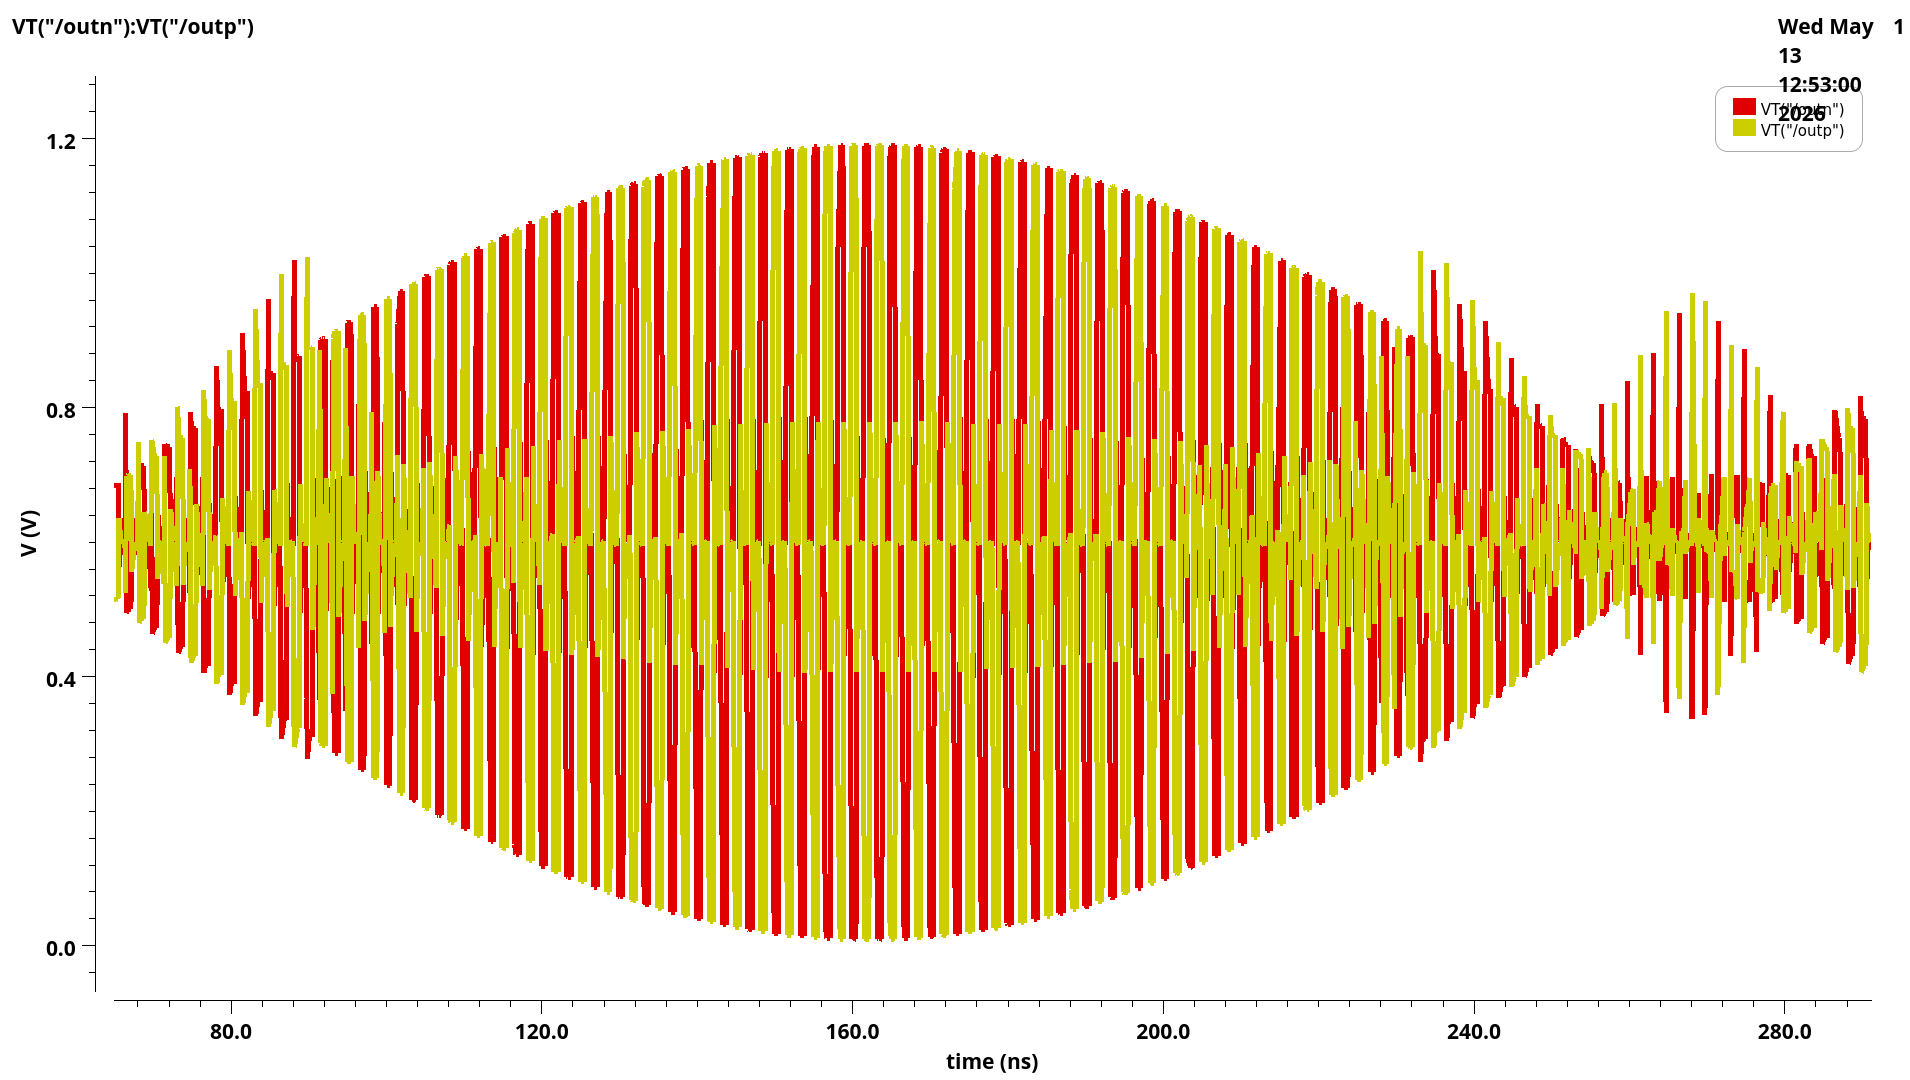 VT("/outn"):VT("/outp")
Wed May 1
13
12:53:00
2026
VT("/outn")
VT("/outp")
1.2
0.8
0.4
0.0
V (V)
80.0 120.0 160.0 200.0 240.0 280.0
time (ns)